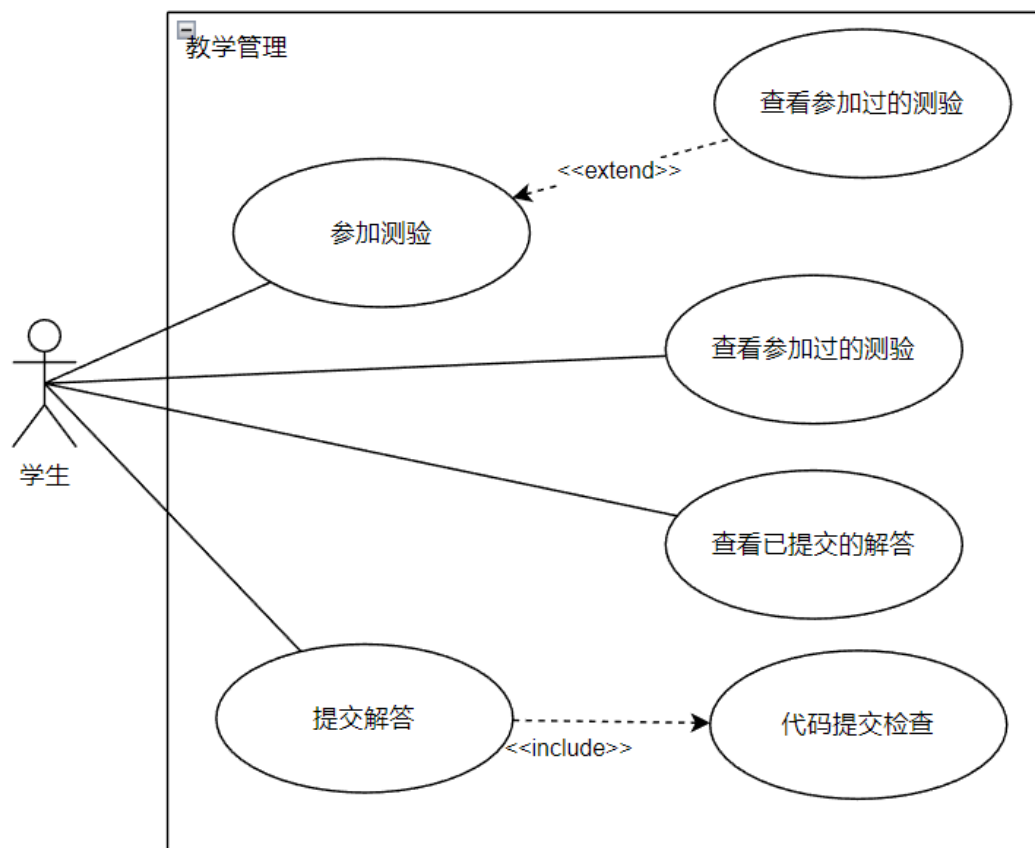 教学管理
查看参加过的测验
<<extend>>
参加测验
查看参加过的测验
学生
查看已提交的解答
提交解答
代码提交检查
<<include>>